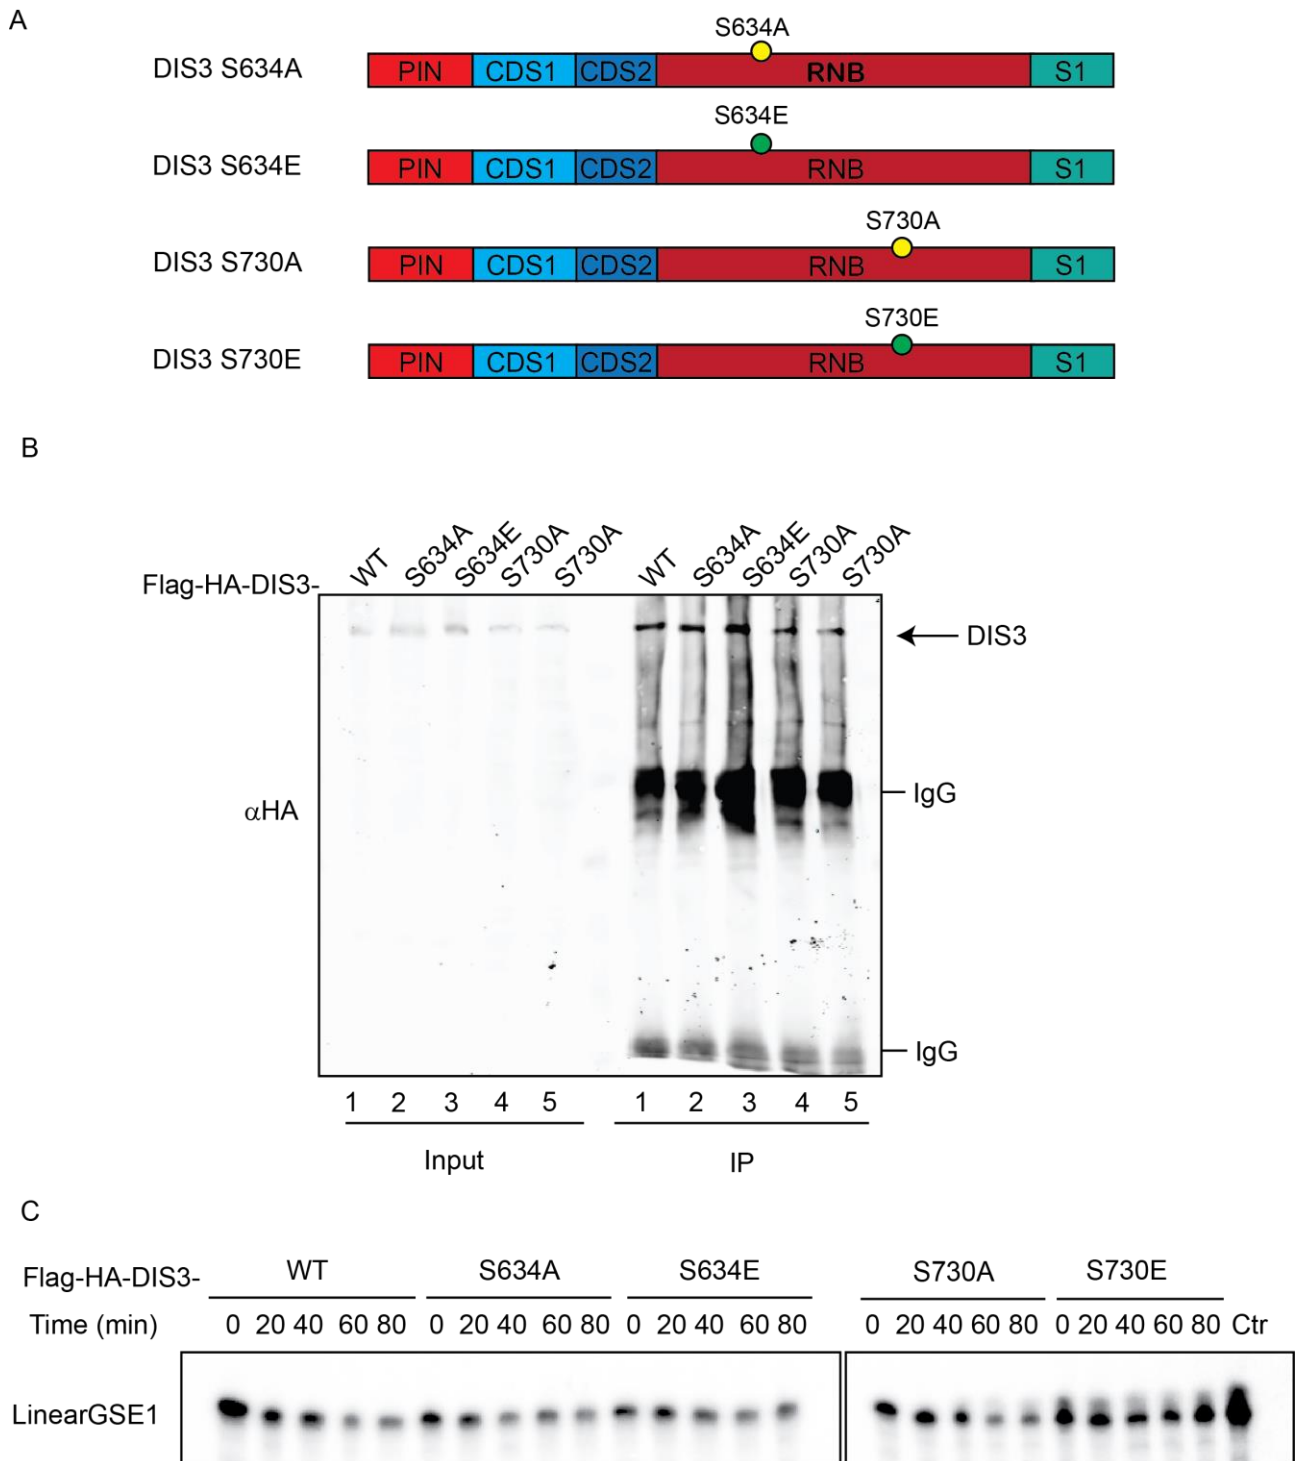 A
S634A
DIS3 S634A PIN CDS1 CDS2 RNB S1
S634E
DIS3 S634E PIN CDS1 CDS2 RNB S1
S730A
DIS3 S730A PIN CDS1 CDS2 RNB S1
S730E
DIS3 S730E PIN CDS1 CDS2 RNB S1
B
Flag-HA-DIS3- WT S634A S634E S730A S730A WT S634A S634E S730A S730A
DIS3
IgG
αHA
IgG
1 2 3 4 5 1 2 3 4 5
Input IP
C
Flag-HA-DIS3- WT S634A S634E S730A S730E
Time (min) 0 20 40 60 80 0 20 40 60 80 0 20 40 60 80 0 20 40 60 80 0 20 40 60 80 Ctr
LinearGSE1